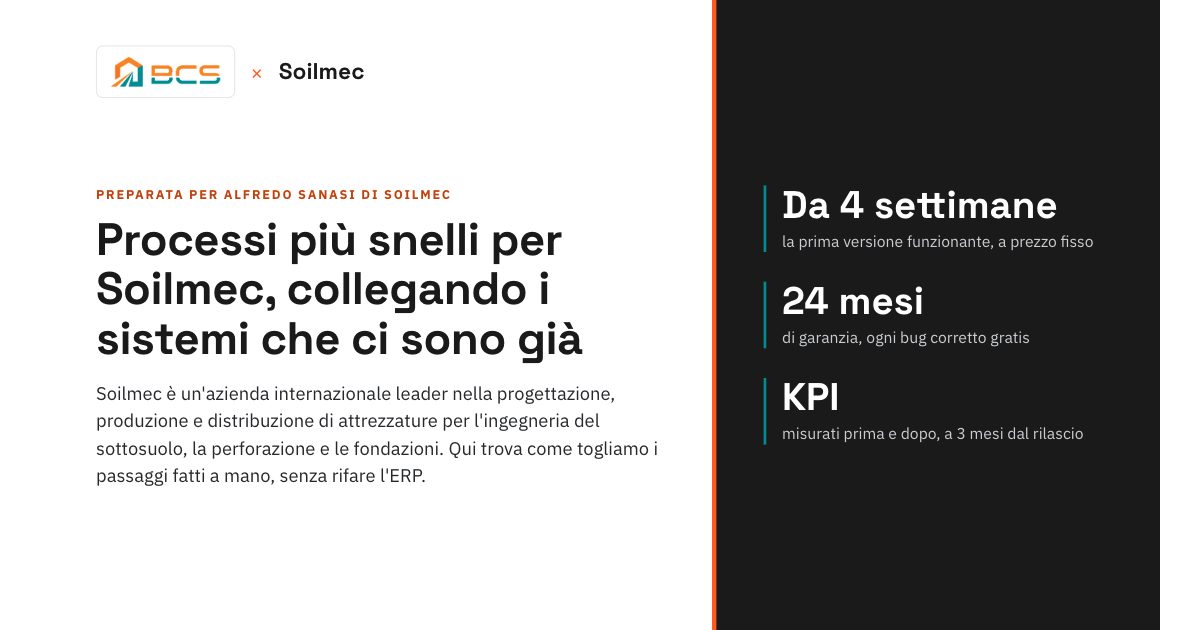 BCS × Soilmec
PREPARATA PER ALFREDO SANASI DI SOILMEC
Processi più snelli per
Soilmec, collegando i
sistemi che ci sono già
Soilmec è un'azienda internazionale leader nella progettazione,
produzione e distribuzione di attrezzature per l'ingegneria del
sottosuolo, la perforazione e le fondazioni. Qui trova come togliamo i
passaggi fatti a mano, senza rifare l'ERP.
Da 4 settimane
la prima versione funzionante, a prezzo fisso
24 mesi
di garanzia, ogni bug corretto gratis
KPI
misurati prima e dopo, a 3 mesi dal rilascio